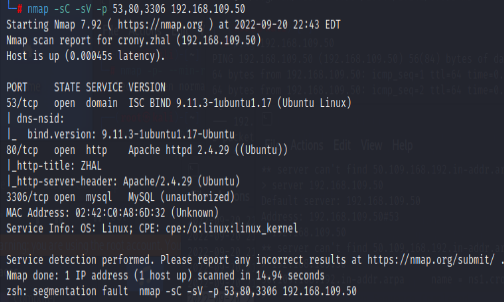 # nmap -sC -sV -p 53,80,3306 192.168.109.50
Starting Nmap 7.92 ( https://nmap.org ) at 2022-09-20 22:43 EDT
Nmap scan report for crony.zhal (192.168.109.50)
Host is up (0.00045s latency).
PORT     STATE SERVICE VERSION
53/tcp   open  domain  ISC BIND 9.11.3-1ubuntu1.17 (Ubuntu Linux)
| dns-nsid:
|_  bind.version: 9.11.3-1ubuntu1.17-Ubuntu
80/tcp   open  http    Apache httpd 2.4.29 ((Ubuntu))
|_http-title: ZHAL
|_http-server-header: Apache/2.4.29 (Ubuntu)
3306/tcp open  mysql   MySQL (unauthorized)
MAC Address: 02:42:C0:A8:6D:32 (Unknown)
Service Info: OS: Linux; CPE: cpe:/o:linux:linux_kernel
Service detection performed. Please report any incorrect results at https://nmap.org/submit/ .
Nmap done: 1 IP address (1 host up) scanned in 14.94 seconds
zsh: segmentation fault  nmap -sC -sV -p 53,80,3306 192.168.109.50